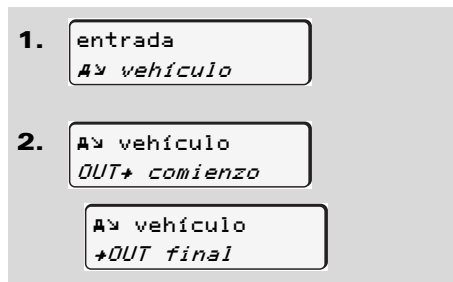 1.
entrada
vehículo
2.
vehículo
OUT→ comienzo
vehículo
→OUT final